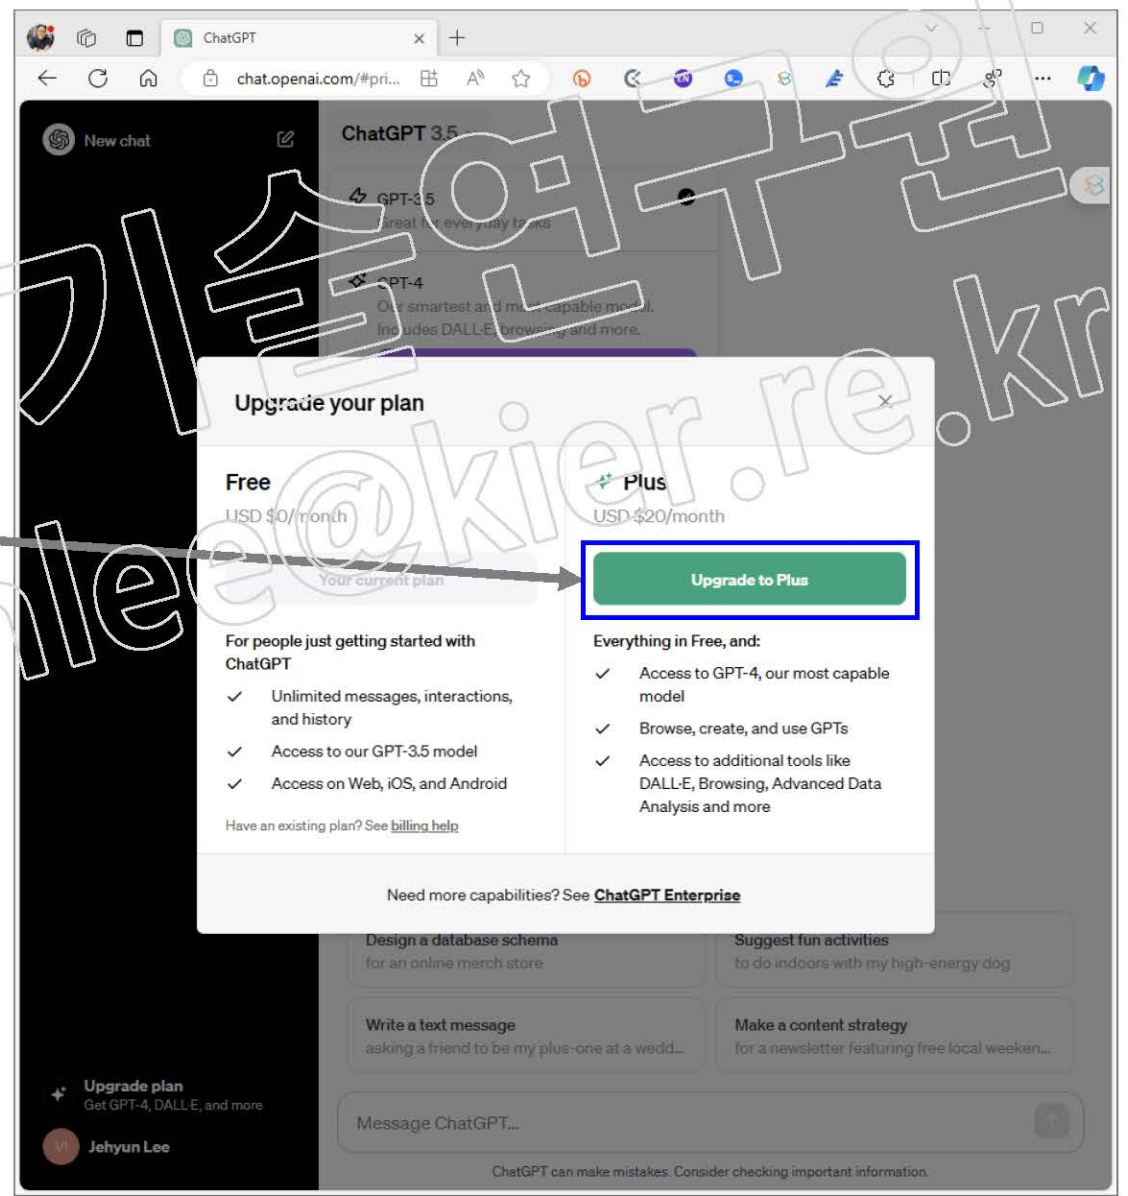 ChatGPT
chat.openai.com/#pri...
New chat
ChatGPT 3.5
GPT-3.5
Great for everyday tasks
GPT-4
Our smartest and most capable model.
Includes DALL·E, browsing and more.
Upgrade your plan
Free
USD $0/month
Your current plan
For people just getting started with
ChatGPT
Unlimited messages, interactions,
and history
Access to our GPT-3.5 model
Access on Web, iOS, and Android
Have an existing plan? See billing help
Plus
USD $20/month
Upgrade to Plus
Everything in Free, and:
Access to GPT-4, our most capable
model
Browse, create, and use GPTs
Access to additional tools like
DALL·E, Browsing, Advanced Data
Analysis and more
Need more capabilities? See ChatGPT Enterprise
Design a database schema
for an online merch store
Suggest fun activities
to do indoors with my high-energy dog
Write a text message
asking a friend to be my plus-one at a wedd...
Make a content strategy
for a newsletter featuring free local weeken...
Upgrade plan
Get GPT-4, DALL·E, and more
VI
Jehyun Lee
Message ChatGPT...
ChatGPT can make mistakes. Consider checking important information.
기술연구원
nlee@kier.re.kr